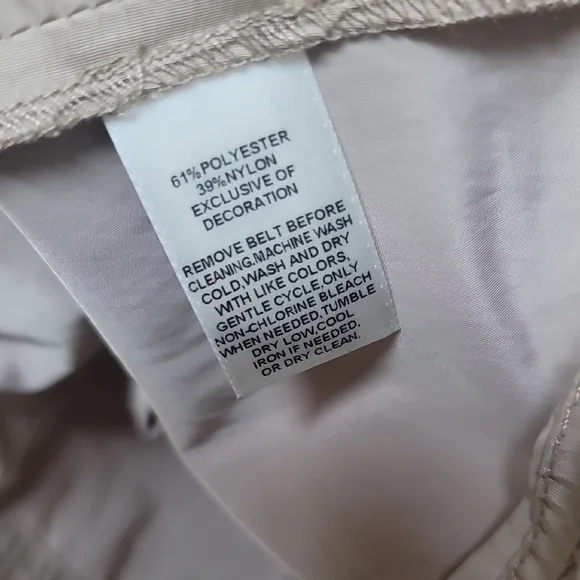 61%POLYESTER
39%NYLON
EXCLUSIVE OF
DECORATION
REMOVE BELT BEFORE
CLEANING.MACHINE WASH
COLD,WASH AND DRY
WITH LIKE COLORS,
GENTLE CYCLE,ONLY
NON-CHLORINE BLEACH
WHEN NEEDED,TUMBLE
DRY LOW,COOL
IRON IF NEEDED,
OR DRY CLEAN.